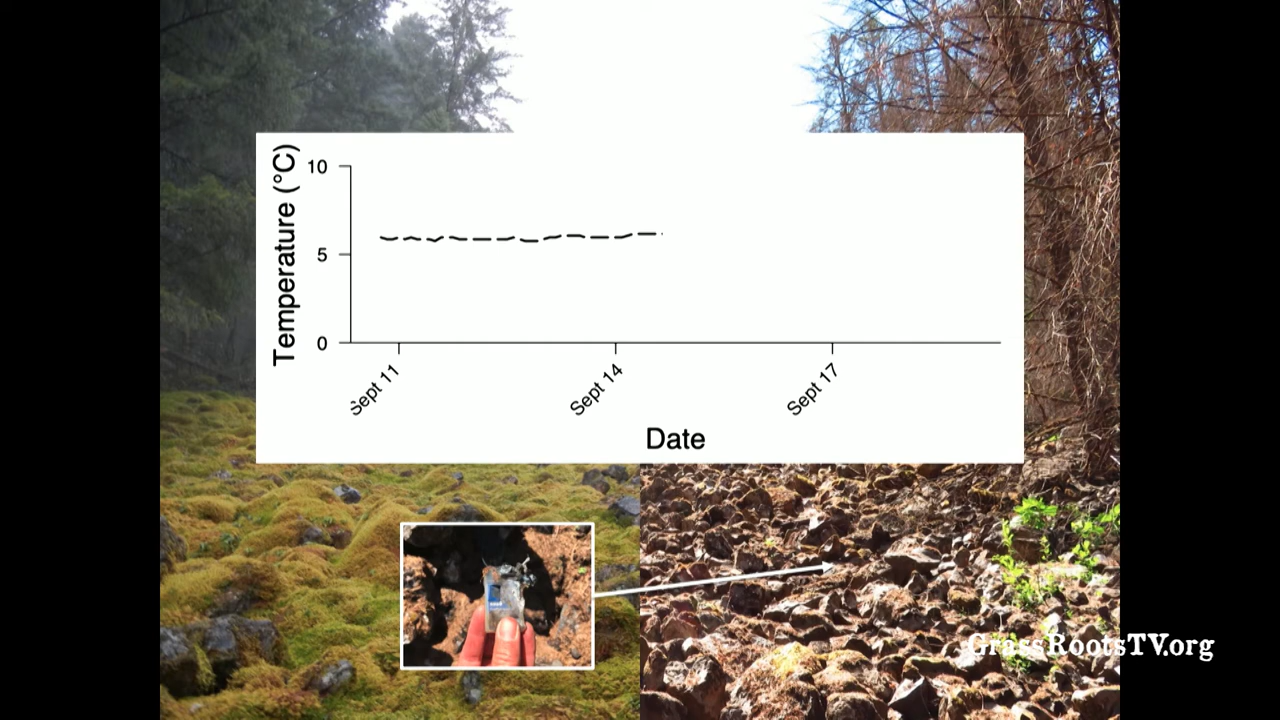 Temperature (°C)
10
5
0
Sept 11
Sept 14
Sept 17
Date
GrassRootsTV.org